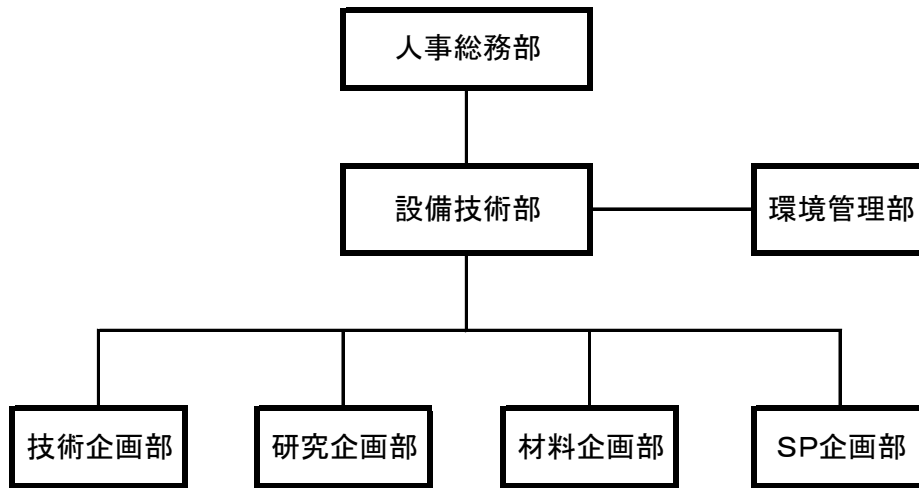 人事総務部
設備技術部
環境管理部
技術企画部
研究企画部
材料企画部
SP企画部